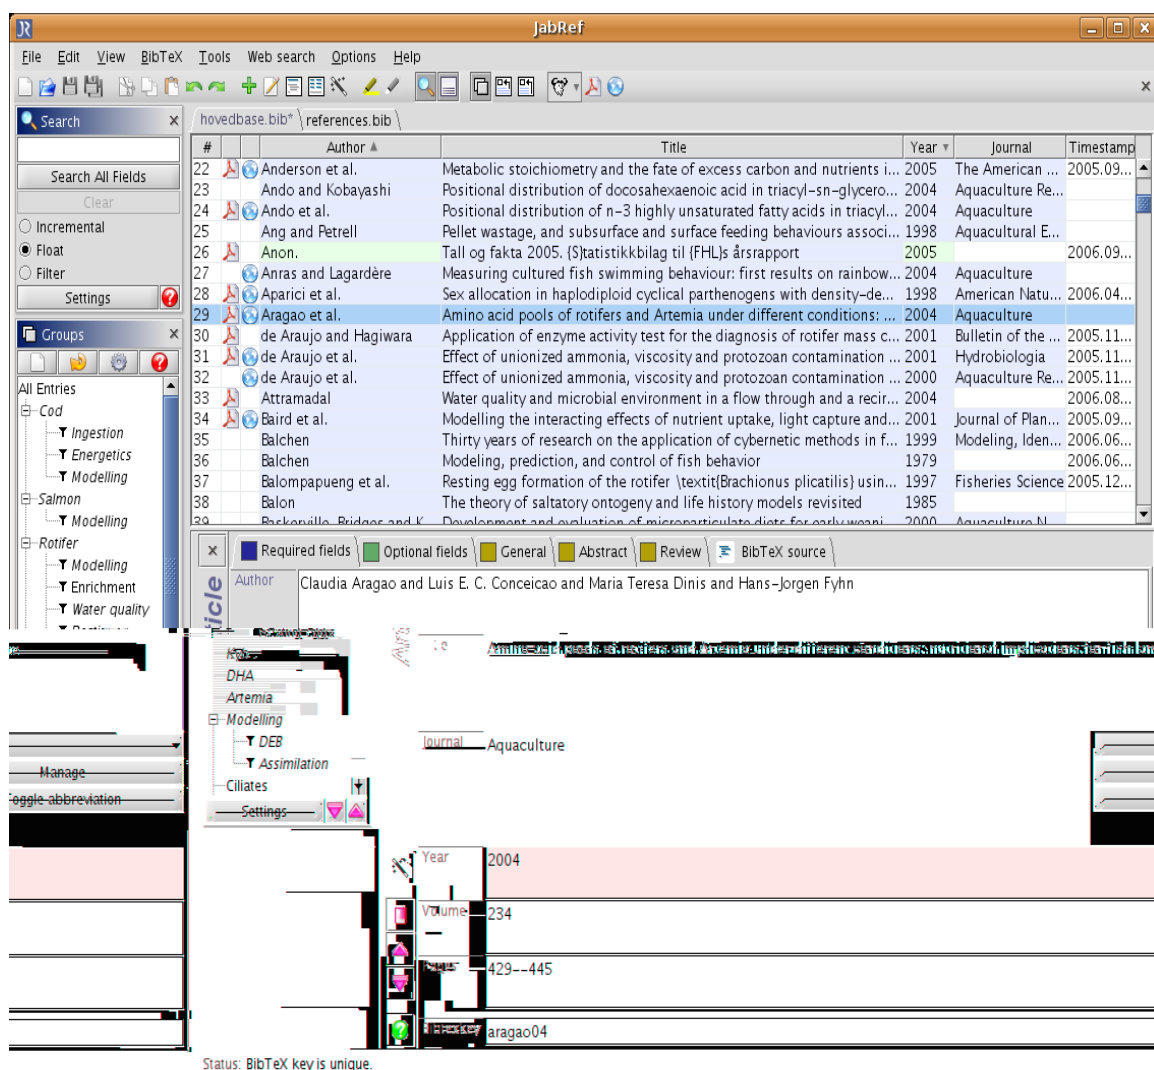 JabRef
File Edit View BibTeX Tools Web search Options Help
Search
Search All Fields
Clear
Incremental
Float
Filter
Settings
Groups
All Entries
Cod
Ingestion
Energetics
Modelling
Salmon
Modelling
Rotifer
Modelling
Enrichment
Water quality
hovedbase.bib* references.bib
# Author Title Year Journal Timestamp
22 Anderson et al. Metabolic stoichiometry and the fate of excess carbon and nutrients i... 2005 The American ... 2005.09...
23 Ando and Kobayashi Positional distribution of docosahexaenoic acid in triacyl-sn-glycero... 2004 Aquaculture Re...
24 Ando et al. Positional distribution of n-3 highly unsaturated fatty acids in triacyl... 2004 Aquaculture
25 Ang and Petrell Pellet wastage, and subsurface and surface feeding behaviours associ... 1998 Aquacultural E...
26 Anon. Tall og fakta 2005. {S}tatistikkbilag til {FHL}s årsrapport 2005 2006.09...
27 Anras and Lagardère Measuring cultured fish swimming behaviour: first results on rainbow... 2004 Aquaculture
28 Aparici et al. Sex allocation in haplodiploid cyclical parthenogens with density-de... 1998 American Natu... 2006.04...
29 Aragao et al. Amino acid pools of rotifers and Artemia under different conditions: ... 2004 Aquaculture
30 de Araujo and Hagiwara Application of enzyme activity test for the diagnosis of rotifer mass c... 2001 Bulletin of the ... 2005.11...
31 de Araujo et al. Effect of unionized ammonia, viscosity and protozoan contamination ... 2001 Hydrobiologia 2005.11...
32 de Araujo et al. Effect of unionized ammonia, viscosity and protozoan contamination ... 2000 Aquaculture Re... 2005.11...
33 Attramadal Water quality and microbial environment in a flow through and a recir... 2004 2006.08...
34 Baird et al. Modelling the interacting effects of nutrient uptake, light capture and... 2001 Journal of Plan... 2005.09...
35 Balchen Thirty years of research on the application of cybernetic methods in f... 1999 Modeling, Iden... 2006.06...
36 Balchen Modeling, prediction, and control of fish behavior 1979 2006.06...
37 Balompapueng et al. Resting egg formation of the rotifer \textit{Brachionus plicatilis} usin... 1997 Fisheries Science 2005.12...
38 Balon The theory of saltatory ontogeny and life history models revisited 1985
39 Baskerville-Bridges and K... Development and evaluation of microparticulate diets for early weani... 2000 Aquaculture N...
Required fields Optional fields General Abstract Review BibTeX source
Author Claudia Aragao and Luis E. C. Conceicao and Maria Teresa Dinis and Hans-Jorgen Fyhn
DHA
Artemia
Modelling
DEB
Assimilation
Ciliates
Settings
Journal Aquaculture
Manage
Toggle abbreviation
Year 2004
Volume 234
429--445
aragao04
Status: BibTeX key is unique.